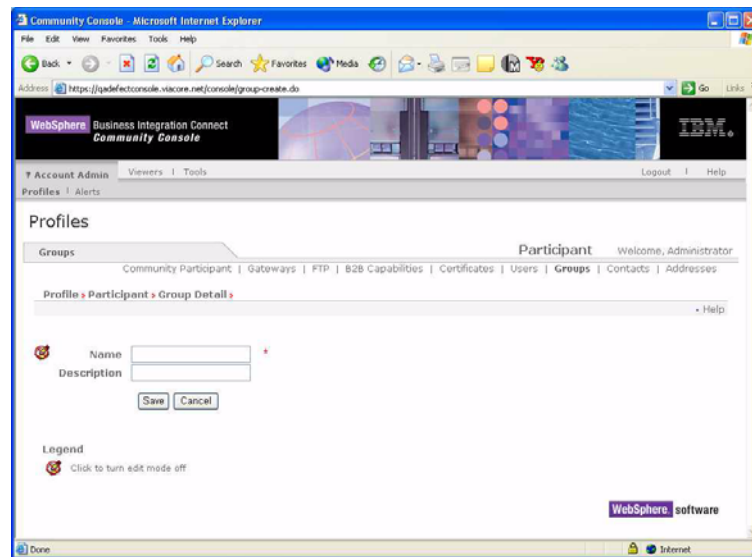 Community Console - Microsoft Internet Explorer
File Edit View Favorites Tools Help
Back Search Favorites Media
Address https://qadefectconsole.viacore.net/console/group-create.do Go Links
WebSphere. Business Integration Connect
Community Console
IBM.
? Account Admin Viewers | Tools Logout | Help
Profiles | Alerts
Profiles
Groups Participant Welcome, Administrator
Community Participant | Gateways | FTP | B2B Capabilities | Certificates | Users | Groups | Contacts | Addresses
Profile > Participant > Group Detail >
• Help
Name *
Description
Save Cancel
Legend
Click to turn edit mode off
WebSphere. software
Done Internet